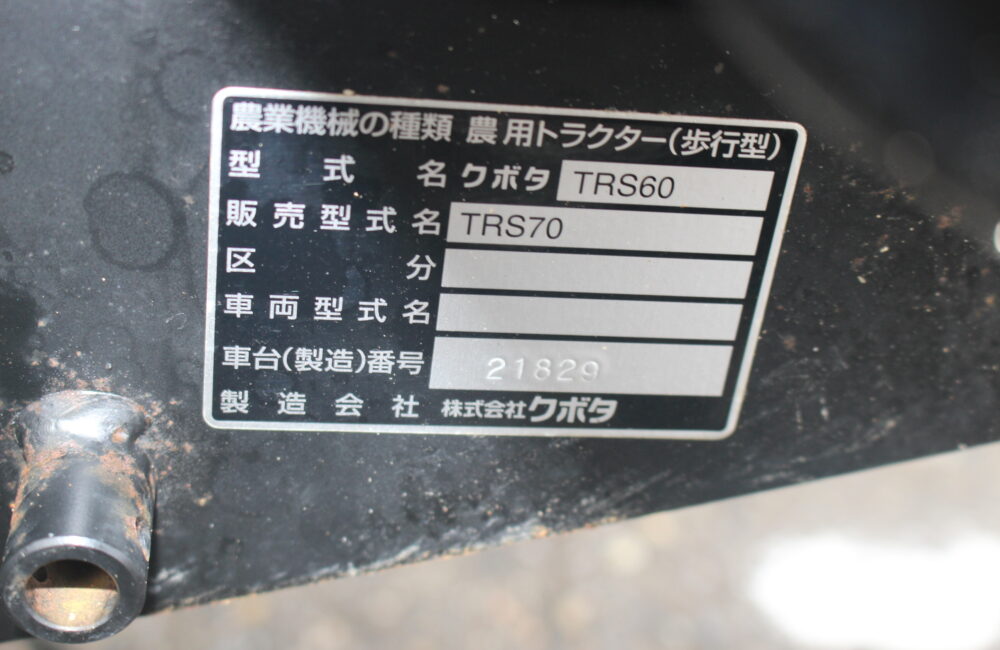 農業機械の種類 農用トラクター(歩行型)
型式名 クボタ TRS60
販売型式名 TRS70
区分
車両型式名
車台(製造)番号 21829
製造会社 株式会社クボタ